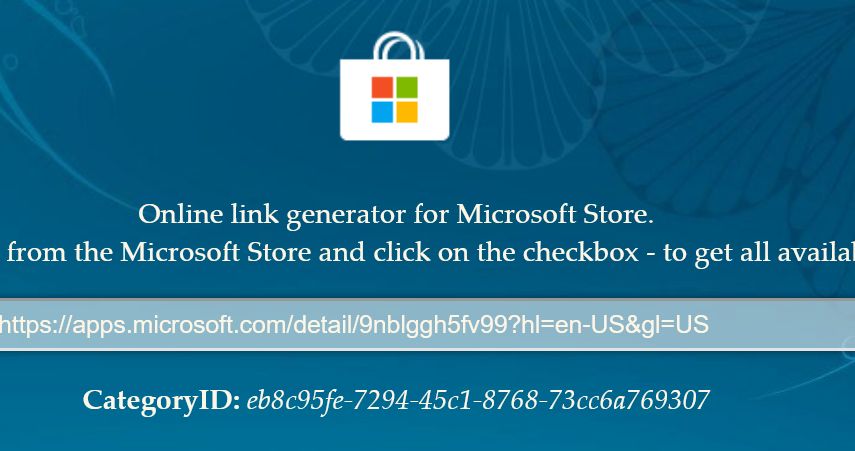 Online link generator for Microsoft Store.
from the Microsoft Store and click on the checkbox - to get all
https://apps.microsoft.com/detail/9nblggh5fv99?hl=en-US&gl=US
CategoryID: eb8c95fe-7294-45c1-8768-73cc6a769307